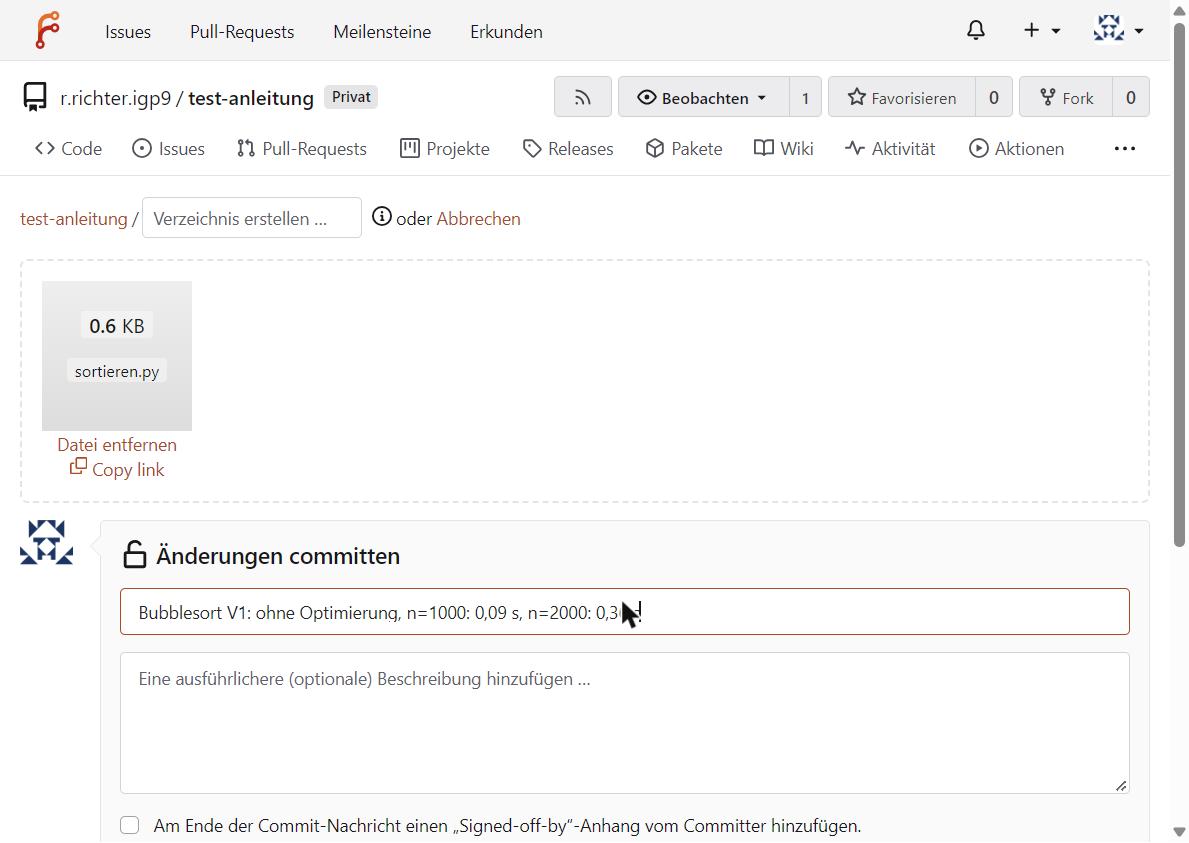 Issues Pull-Requests Meilensteine Erkunden
r.richter.igp9 / test-anleitung Privat Beobachten 1 Favorisieren 0 Fork 0
Code Issues Pull-Requests Projekte Releases Pakete Wiki Aktivität Aktionen
test-anleitung / Verzeichnis erstellen ... oder Abbrechen
0.6 KB
sortieren.py
Datei entfernen
Copy link
Änderungen committen
Bubblesort V1: ohne Optimierung, n=1000: 0,09 s, n=2000:
Eine ausführlichere (optionale) Beschreibung hinzufügen ...
Am Ende der Commit-Nachricht einen „Signed-off-by“-Anhang vom Committer hinzufügen.